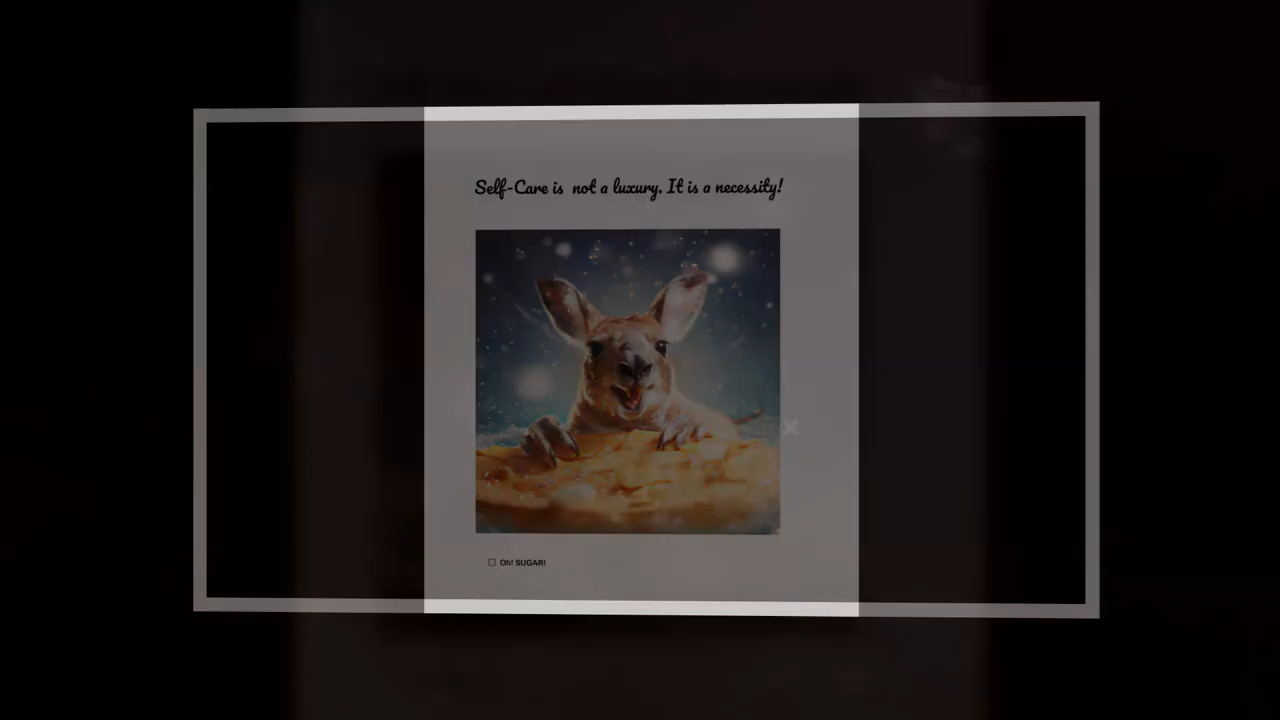 Self-Care is not a luxury. It is a necessity!
☐ Oh! SUGAR!